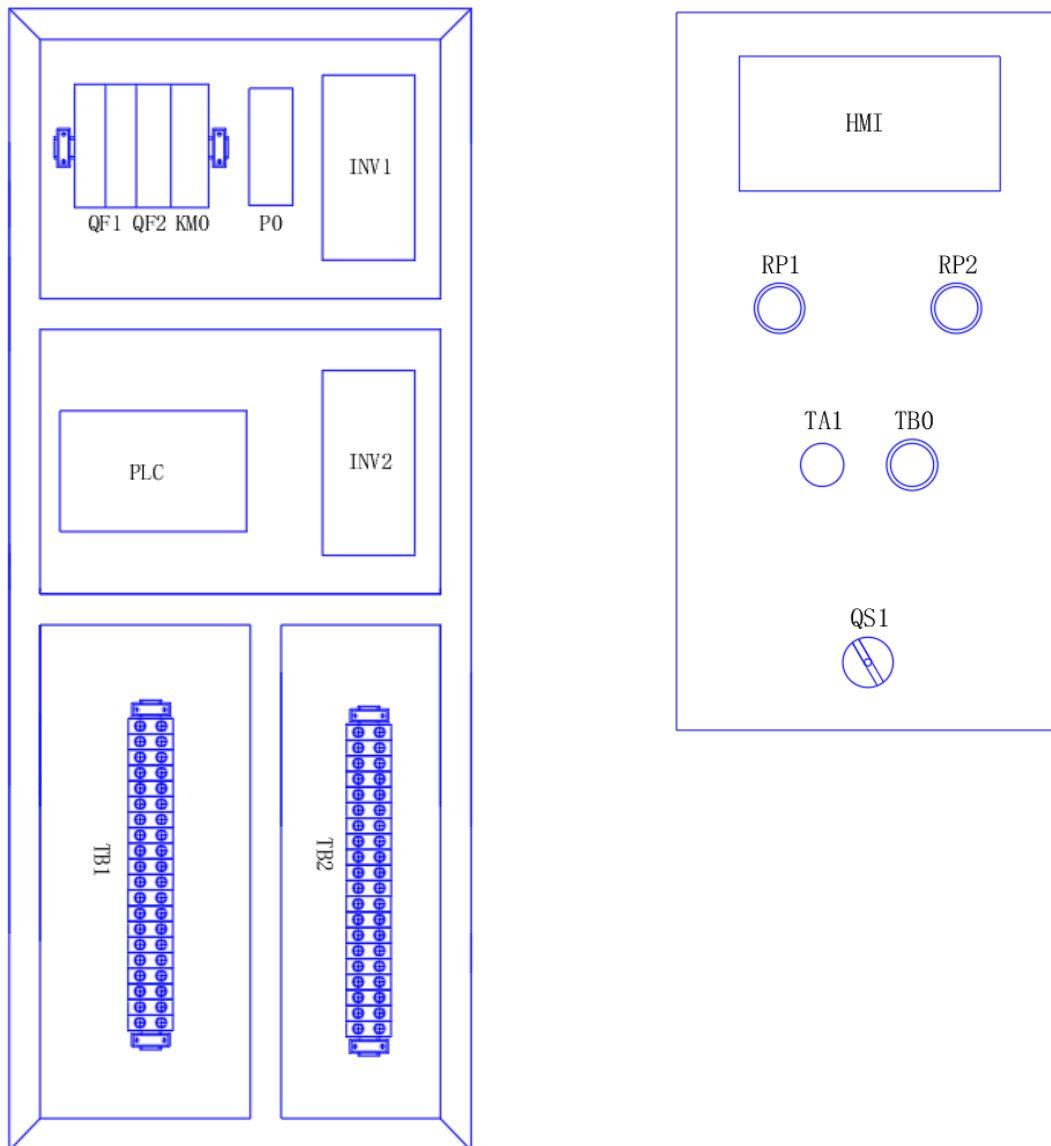 INV1
QF1 QF2 KM0 P0
PLC
INV2
TB1
TB2
HMI
RP1 RP2
TA1 TB0
QS1